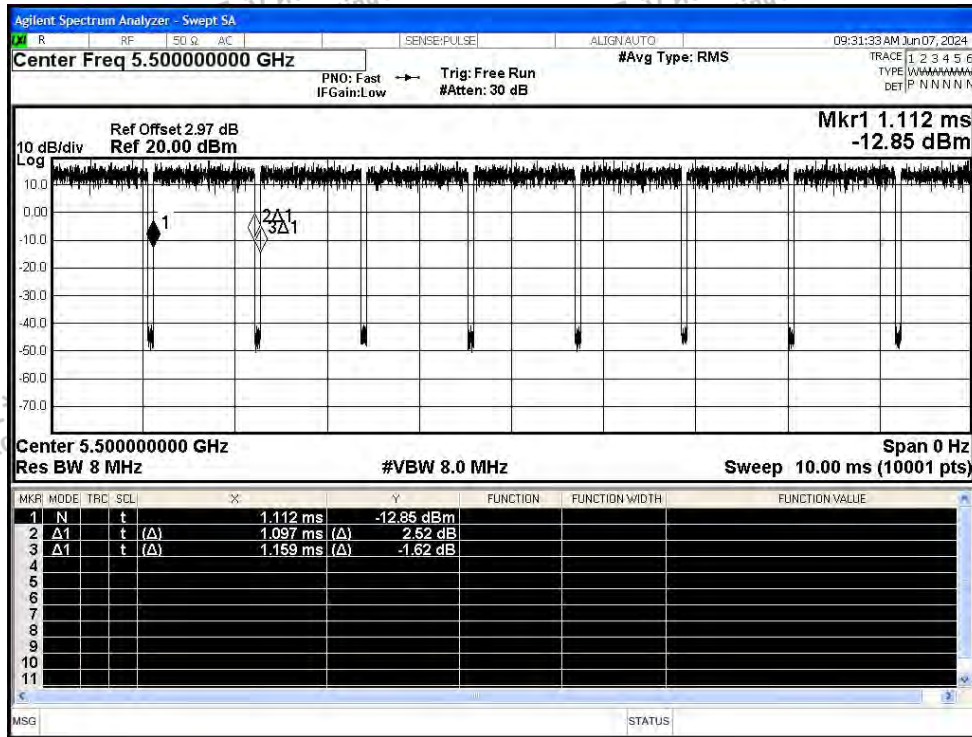 Agilent Spectrum Analyzer - Swept SA
LXI R RF 50 Ω AC SENSE:PULSE ALIGN AUTO 09:31:33 AM Jun 07, 2024
Center Freq 5.500000000 GHz #Avg Type: RMS TRACE 1 2 3 4 5 6
PNO: Fast Trig: Free Run TYPE
IFGain:Low #Atten: 30 dB DET P N N N N N
Mkr1 1.112 ms
Ref Offset 2.97 dB
10 dB/div Ref 20.00 dBm -12.85 dBm
Log
10.0
0.00
1 2Δ1
3Δ1
-10.0
-20.0
-30.0
-40.0
-50.0
-60.0
-70.0
Center 5.500000000 GHz Span 0 Hz
Res BW 8 MHz #VBW 8.0 MHz Sweep 10.00 ms (10001 pts)
MKR MODE TRC SCL X Y FUNCTION FUNCTION WIDTH FUNCTION VALUE
1 N t 1.112 ms -12.85 dBm
2 Δ1 t (Δ) 1.097 ms (Δ) 2.52 dB
3 Δ1 t (Δ) 1.159 ms (Δ) -1.62 dB
4
5
6
7
8
9
10
11
MSG STATUS